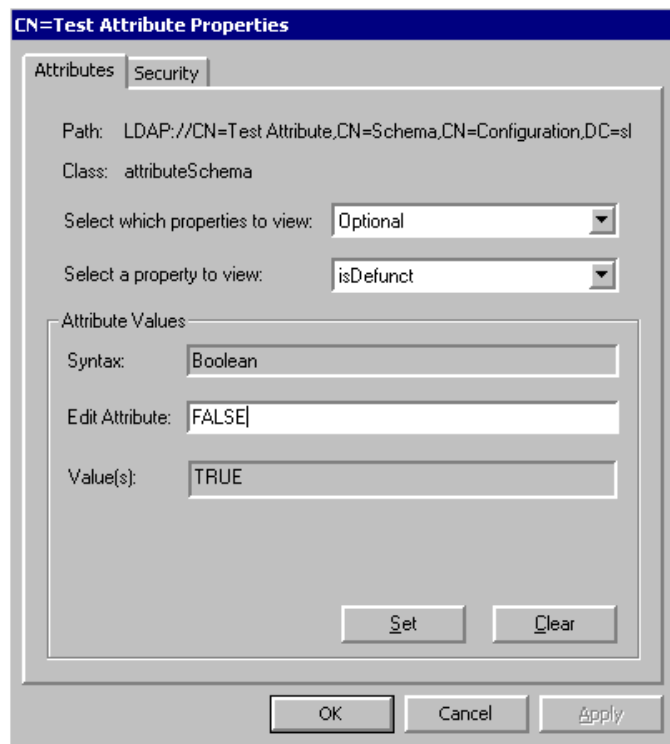 CN=Test Attribute Properties
Attributes Security
Path: LDAP://CN=Test Attribute,CN=Schema,CN=Configuration,DC=sl
Class: attributeSchema
Select which properties to view: Optional
Select a property to view: isDefunct
Attribute Values
Syntax: Boolean
Edit Attribute: FALSE
Value(s): TRUE
Set Clear
OK Cancel Apply